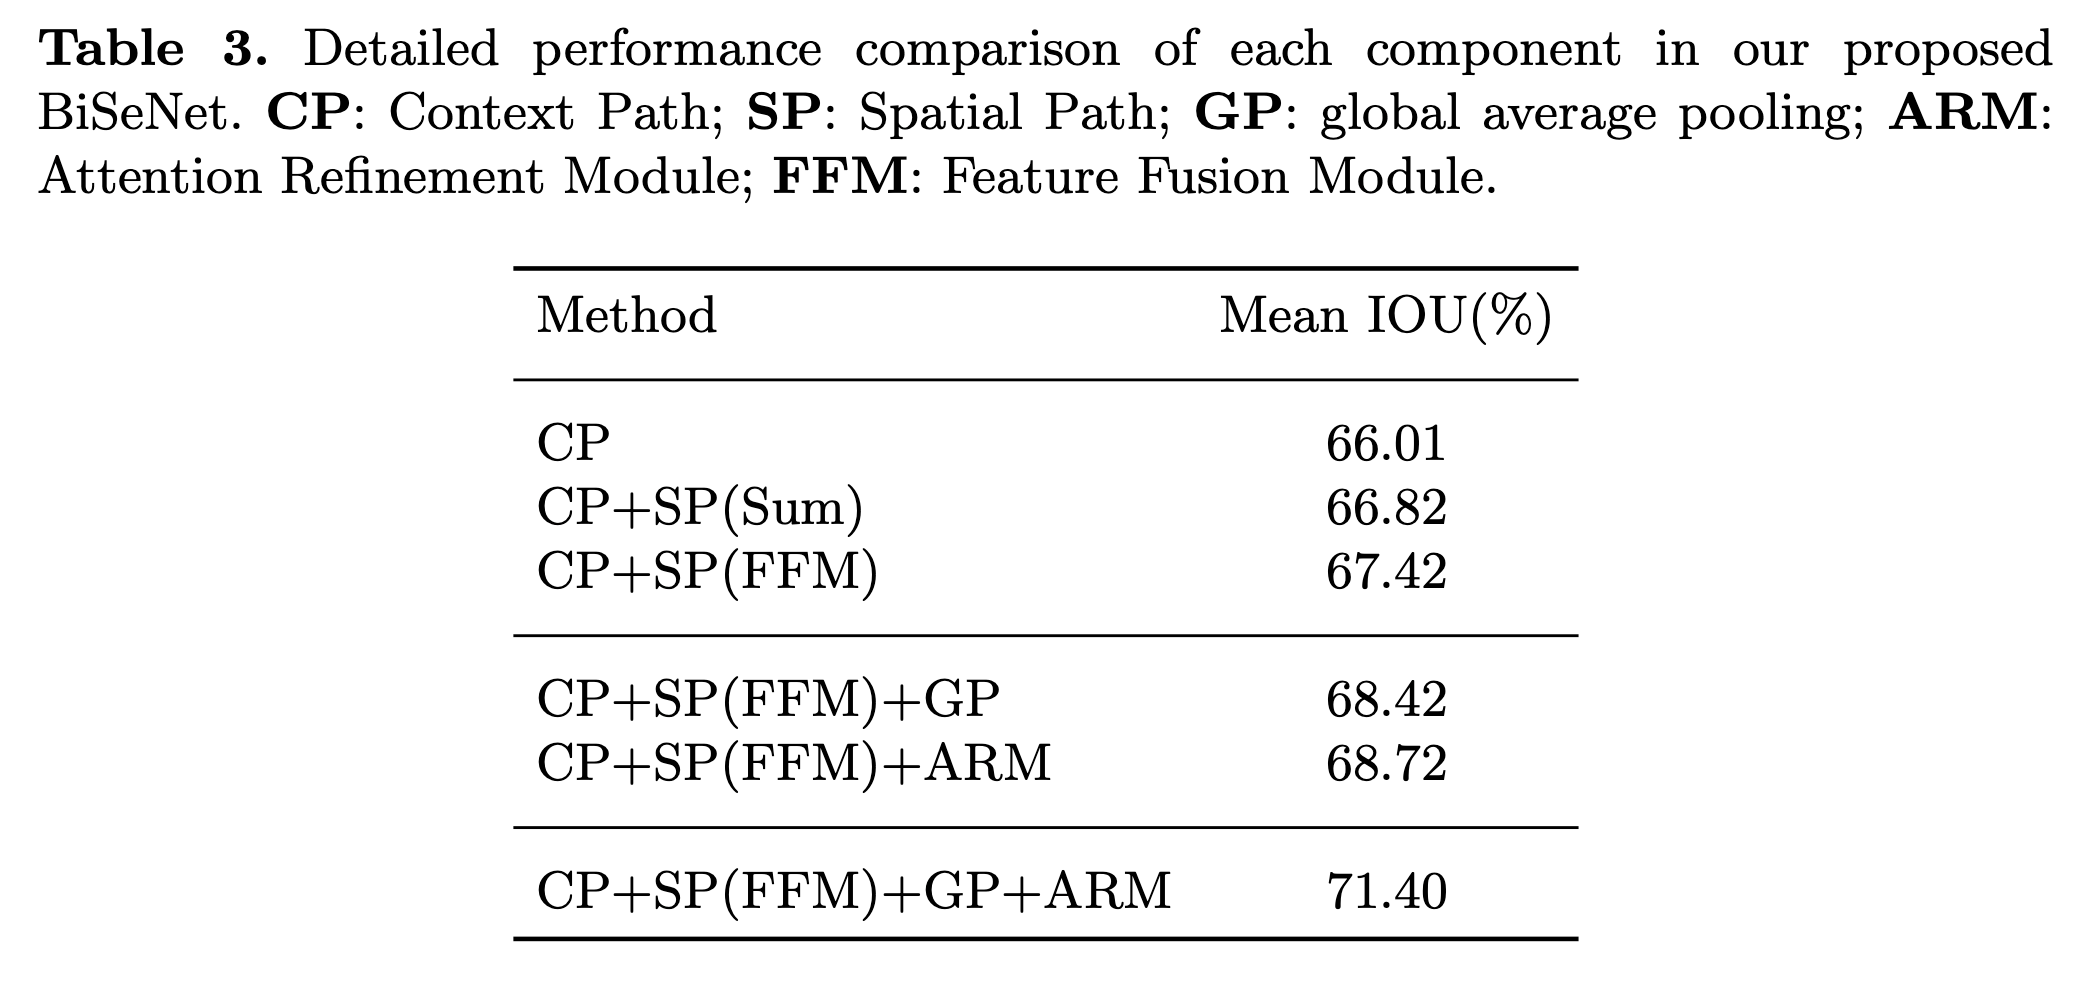 Table 3. Detailed performance comparison of each component in our proposed
BiSeNet. CP: Context Path; SP: Spatial Path; GP: global average pooling; ARM:
Attention Refinement Module; FFM: Feature Fusion Module.
Method Mean IOU(%)
CP 66.01
CP+SP(Sum) 66.82
CP+SP(FFM) 67.42
CP+SP(FFM)+GP 68.42
CP+SP(FFM)+ARM 68.72
CP+SP(FFM)+GP+ARM 71.40